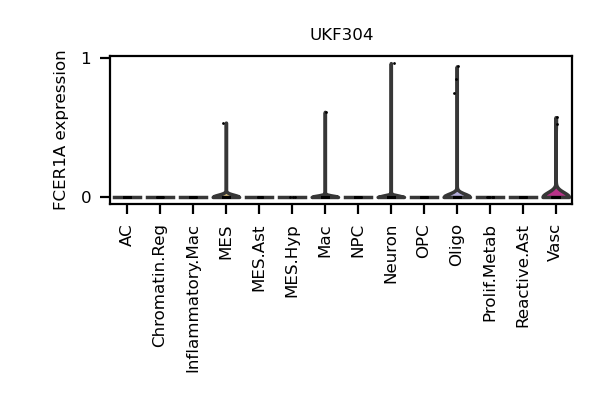 UKF304
FCER1A expression
1
0
AC
Chromatin.Reg
Inflammatory.Mac
MES
MES.Ast
MES.Hyp
Mac
NPC
Neuron
OPC
Oligo
Prolif.Metab
Reactive.Ast
Vasc